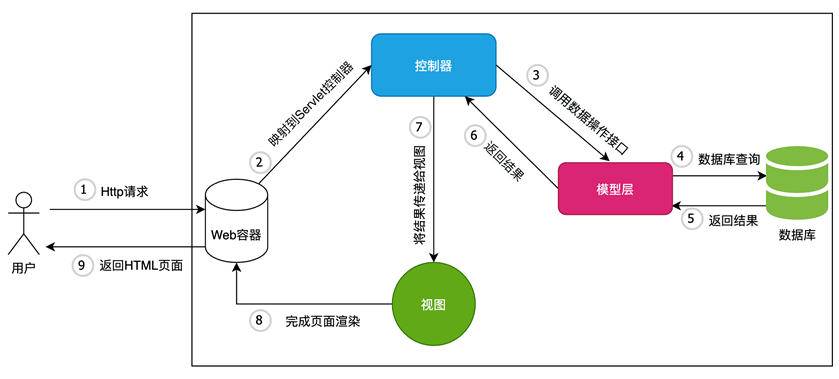 控制器
3
调用数据操作接口
映射到Servlet控制器
2
7
将结果传递给视图
6
返回结果
4
数据库查询
模型层
5
返回结果
数据库
1
Http请求
Web容器
用户
9
返回HTML页面
视图
8
完成页面渲染